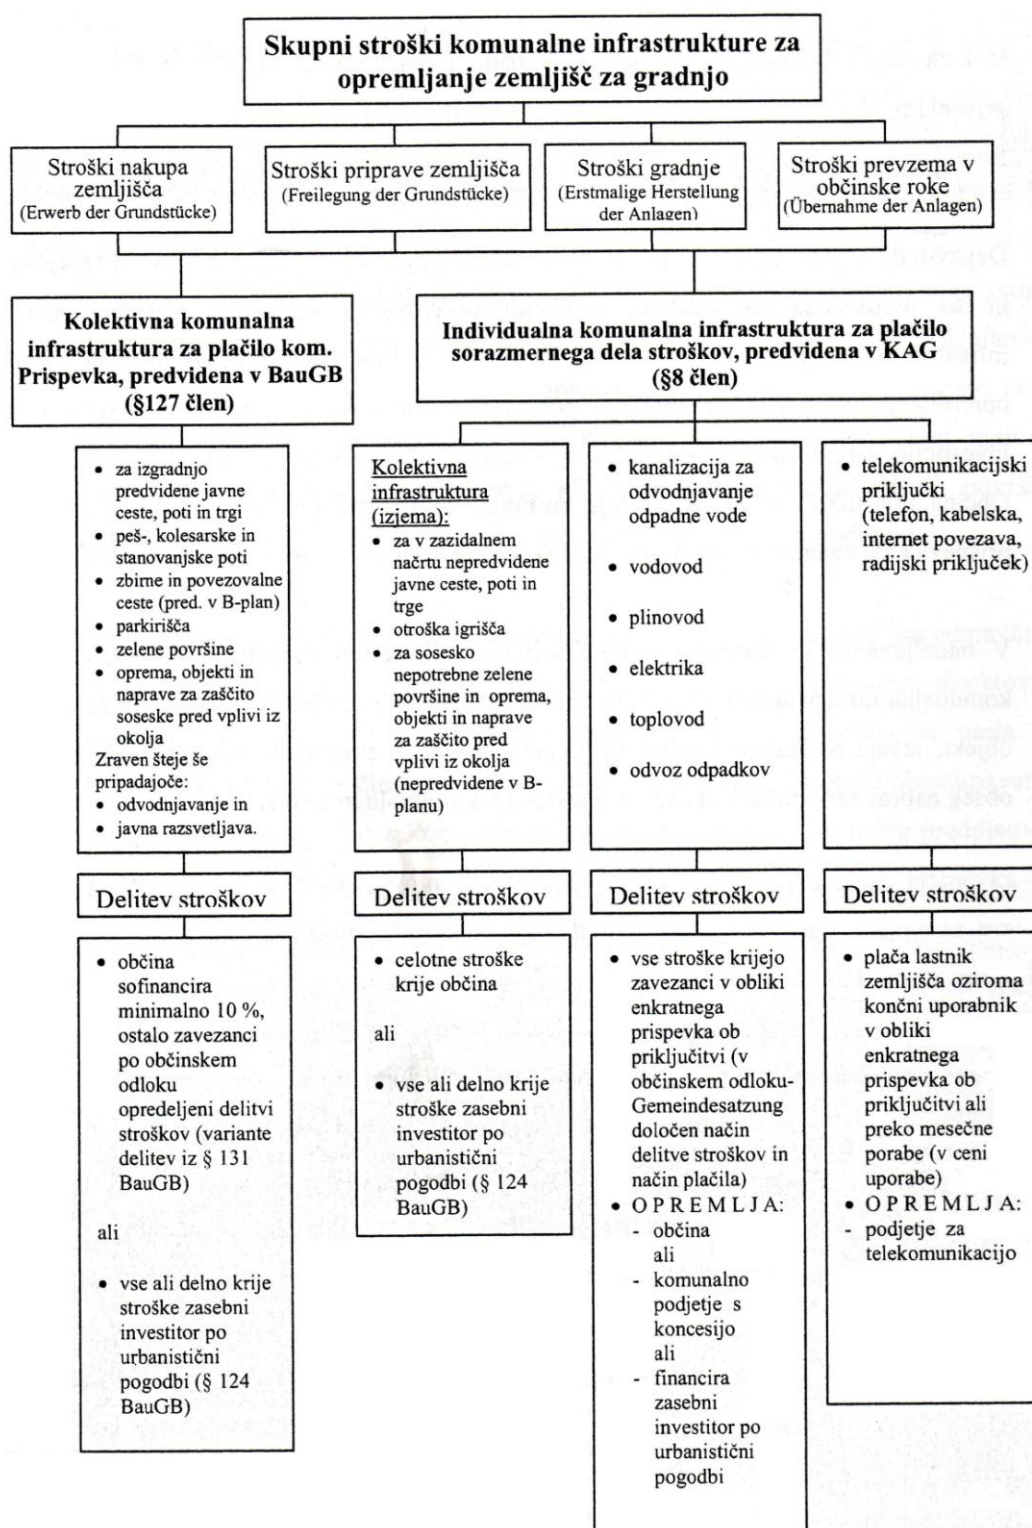 Skupni stroški komunalne infrastrukture za
opremljanje zemljišč za gradnjo
Stroški nakupa
zemljišča
(Erwerb der Grundstücke)
Stroški priprave zemljišča
(Freilegung der Grundstücke)
Stroški gradnje
(Erstmalige Herstellung
der Anlagen)
Stroški prevzema v
občinske roke
(Übernahme der Anlagen)
Kolektivna komunalna
infrastruktura za plačilo kom.
Prispevka, predvidena v BauGB
(§127 člen)
Individualna komunalna infrastruktura za plačilo
sorazmernega dela stroškov, predvidena v KAG
(§8 člen)
• za izgradnjo
predvidene javne
ceste, poti in trgi
• peš-, kolesarske in
stanovanjske poti
• zbirne in povezovalne
ceste (pred. v B-plan)
• parkirišča
• zelene površine
• oprema, objekti in
naprave za zaščito
soseske pred vplivi iz
okolja
Zraven šteje še
pripadajoče:
• odvodnjavanje in
• javna razsvetljava.
Kolektivna
infrastruktura
(izjema):
• za v zazidalnem
načrtu nepredvidene
javne ceste, poti in
trge
• otroška igrišča
• za sosesko
nepotrebne zelene
površine in oprema,
objekti in naprave
za zaščito pred
vplivi iz okolja
(nepredvidene v B-
planu)
• kanalizacija za
odvodnjavanje
odpadne vode
• vodovod
• plinovod
• elektrika
• toplovod
• odvoz odpadkov
• telekomunikacijski
priključki
(telefon, kabelska,
internet povezava,
radijski priključek)
Delitev stroškov
Delitev stroškov
Delitev stroškov
Delitev stroškov
• občina
sofinancira
minimalno 10 %,
ostalo zavezanci
po občinskem
odloku
opredeljeni delitvi
stroškov (variante
delitev iz § 131
BauGB)
ali
• vse ali delno krije
stroške zasebni
investitor po
urbanistični
pogodbi (§ 124
BauGB)
• celotne stroške
krije občina
ali
• vse ali delno krije
stroške zasebni
investitor po
urbanistični
pogodbi (§ 124
BauGB)
• vse stroške krijejo
zavezanci v obliki
enkratnega
prispevka ob
priključitvi (v
občinskem odloku-
Gemeindesatzung
določen način
delitve stroškov in
način plačila)
• O P R E M L J A:
- občina
ali
- komunalno
podjetje s
koncesijo
ali
- financira
zasebni
investitor po
urbanistični
pogodbi
• plača lastnik
zemljišča oziroma
končni uporabnik
v obliki
enkratnega
prispevka ob
priključitvi ali
preko mesečne
porabe (v ceni
uporabe)
• O P R E M L J A:
- podjetje za
telekomunikacijo